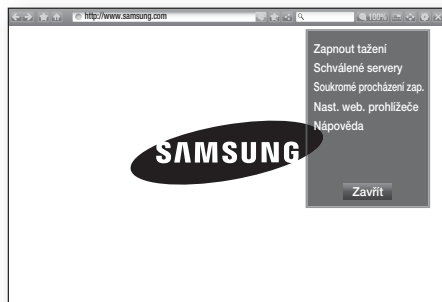 http://www.samsung.com
100%
Zapnout tažení
Schválené servery
Soukromé procházení zap.
Nast. web. prohlížeče
Nápověda
SAMSUNG
Zavřít